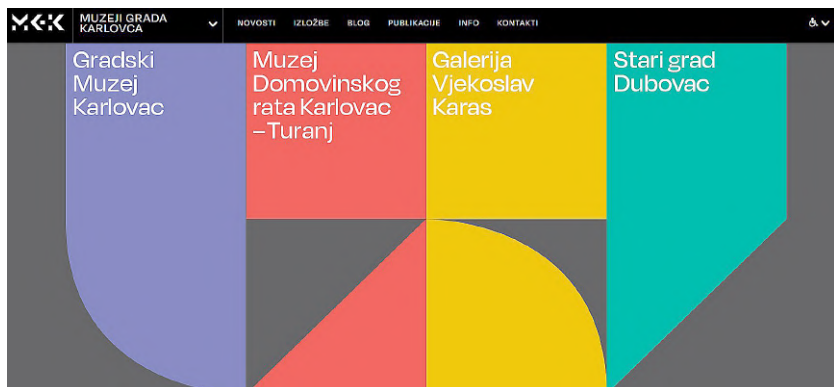 MGK
MUZEJI GRADA
KARLOVCA
NOVOSTI IZLOŽBE BLOG PUBLIKACIJE INFO KONTAKTI
Gradski
Muzej
Karlovac
Muzej
Domovinskog
rata Karlovac
– Turanj
Galerija
Vjekoslav
Karas
Stari grad
Dubovac